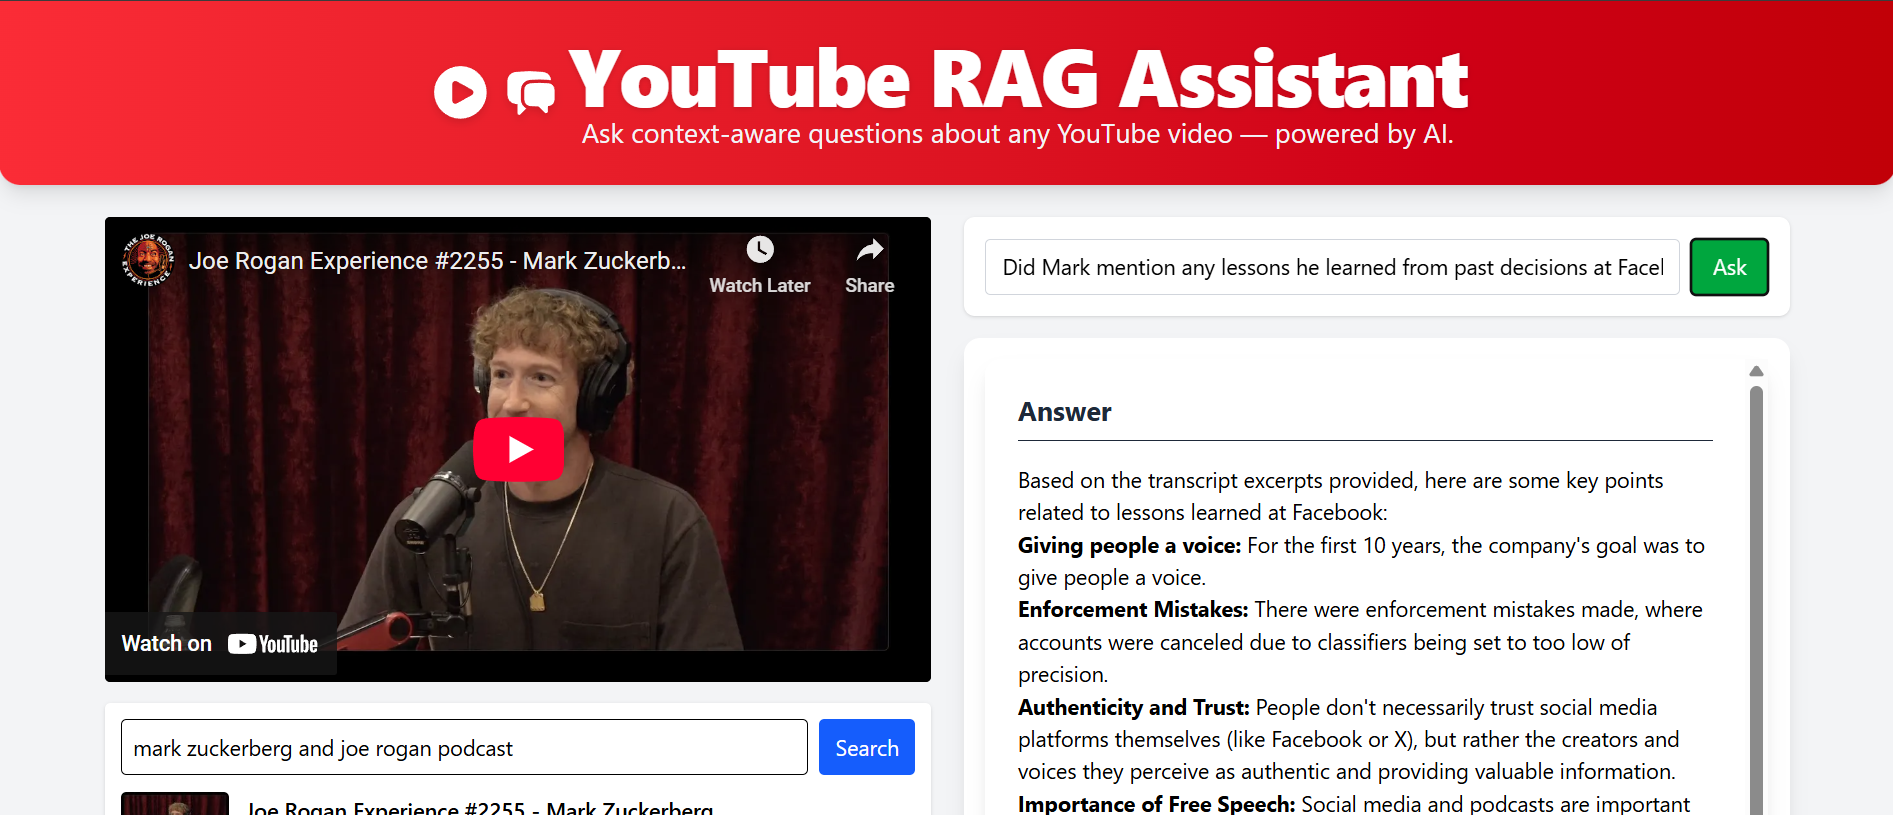 YouTube RAG Assistant
Ask context-aware questions about any YouTube video — powered by AI.
THE JOE ROGAN EXPERIENCE
Joe Rogan Experience #2255 - Mark Zuckerb...
Watch Later
Share
Watch on YouTube
mark zuckerberg and joe rogan podcast
Search
Joe Rogan Experience #2255 - Mark Zuckerberg
Did Mark mention any lessons he learned from past decisions at Facel
Ask
Answer
Based on the transcript excerpts provided, here are some key points
related to lessons learned at Facebook:
Giving people a voice: For the first 10 years, the company's goal was to
give people a voice.
Enforcement Mistakes: There were enforcement mistakes made, where
accounts were canceled due to classifiers being set to too low of
precision.
Authenticity and Trust: People don't necessarily trust social media
platforms themselves (like Facebook or X), but rather the creators and
voices they perceive as authentic and providing valuable information.
Importance of Free Speech: Social media and podcasts are important